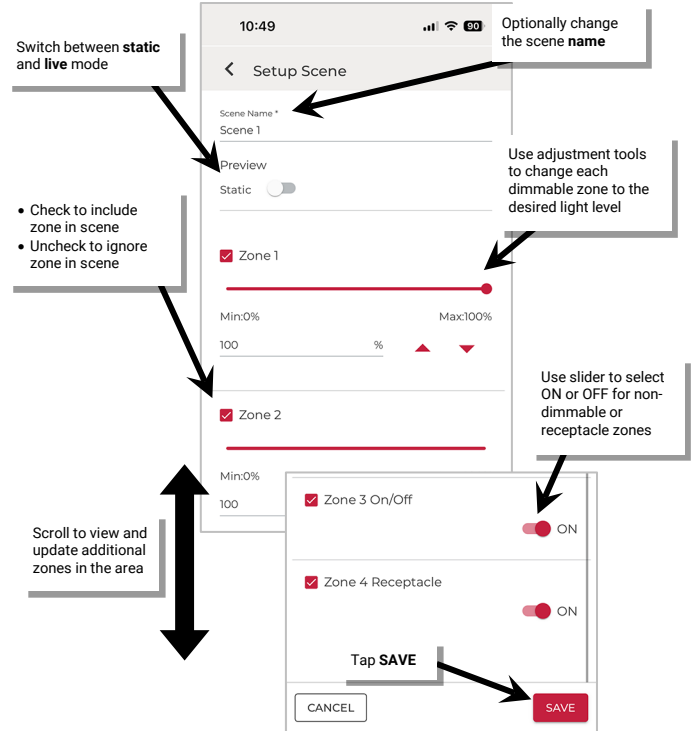 10:49
90
Optionally change
the scene name
Switch between static
and live mode
Setup Scene
Scene Name *
Scene 1
Preview
Static
Use adjustment tools
to change each
dimmable zone to the
desired light level
• Check to include
zone in scene
• Uncheck to ignore
zone in scene
Zone 1
Min:0% Max:100%
100 %
Use slider to select
ON or OFF for non-
dimmable or
receptacle zones
Zone 2
Min:0%
100
Zone 3 On/Off
ON
Scroll to view and
update additional
zones in the area
Zone 4 Receptacle
ON
Tap SAVE
CANCEL SAVE